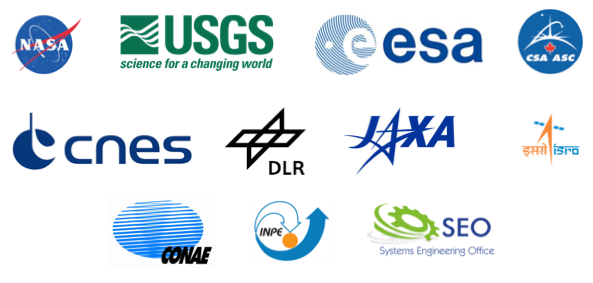 NASA
USGS
science for a changing world
esa
CSA ASC
cnes
DLR
JAXA
इसरो isro
CONAE
INPE
SEO
Systems Engineering Office